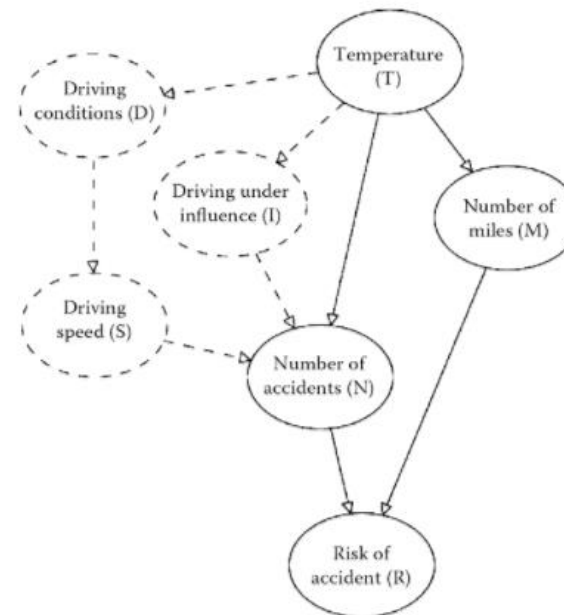 Temperature
(T)
Driving
conditions (D)
Driving under
influence (I)
Number of
miles (M)
Driving
speed (S)
Number of
accidents (N)
Risk of
accident (R)